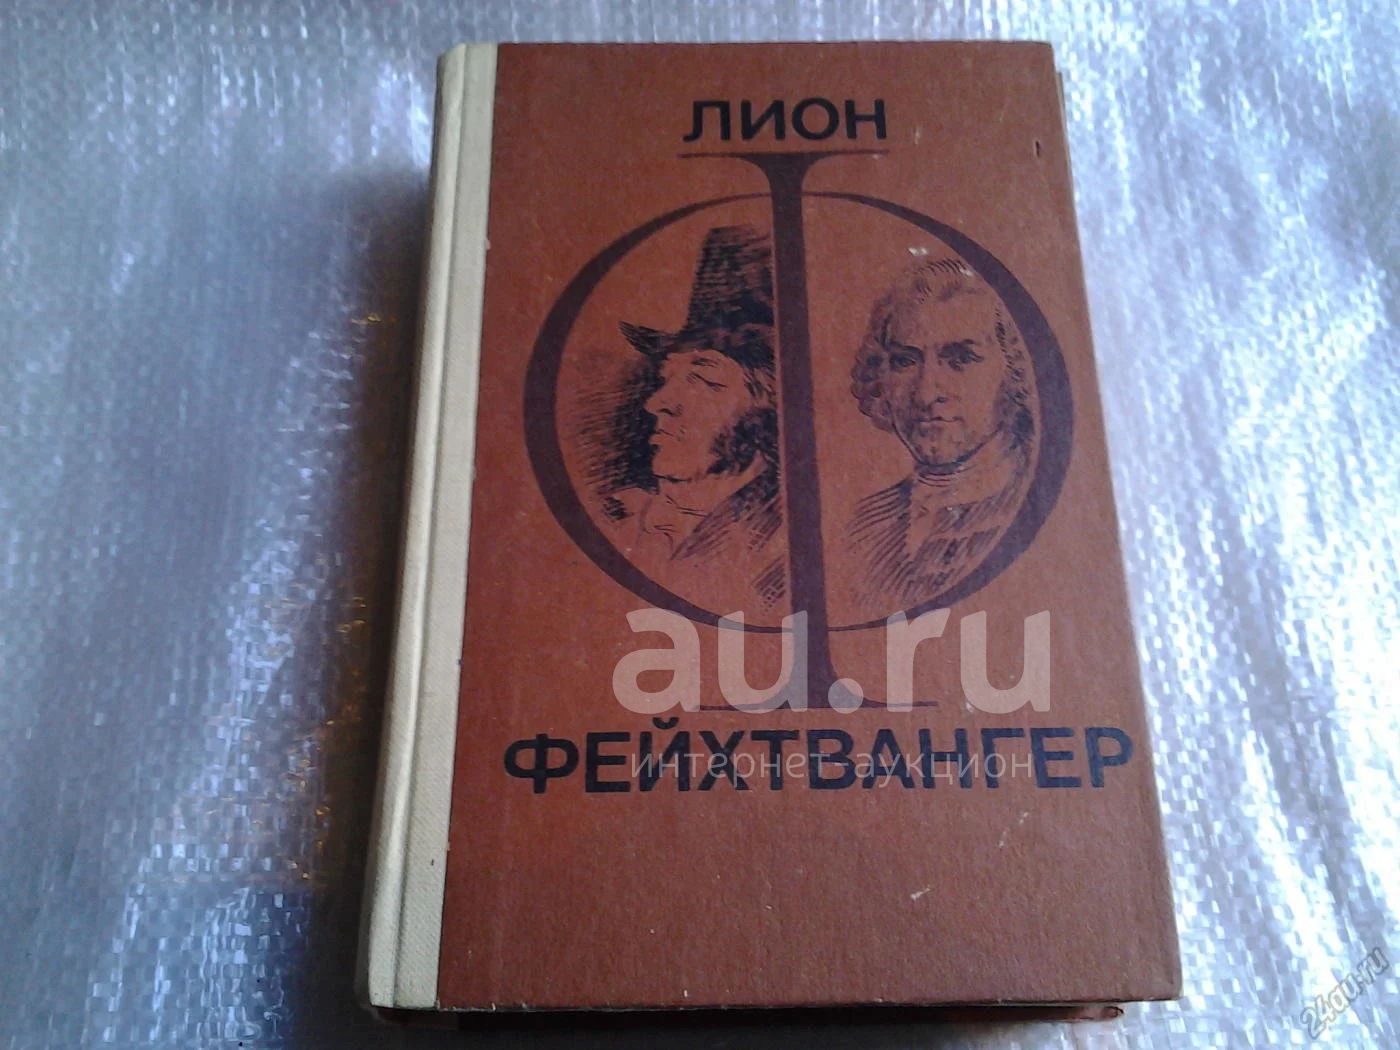 ЛИОН
Ф
au.ru
ФЕЙХТВАНГЕР
интернет аукцион
24au.ru